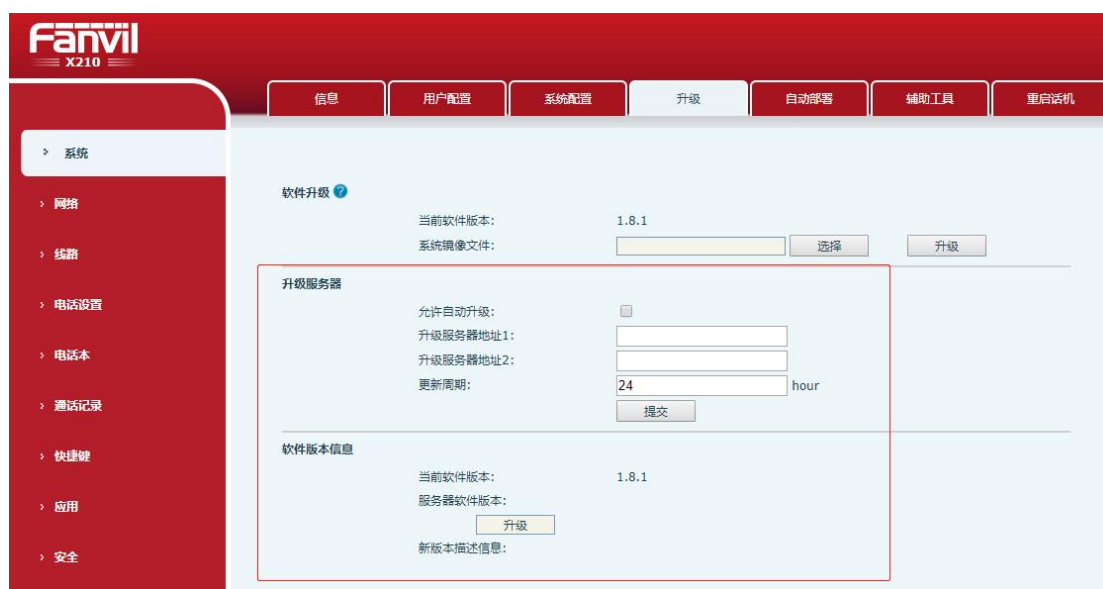 Fanvil
X210
信息 用户配置 系统配置 升级 自动部署 辅助工具 重启话机
› 系统
› 网络
› 线路
› 电话设置
› 电话本
› 通话记录
› 快捷键
› 应用
› 安全
软件升级 ?
当前软件版本: 1.8.1
系统镜像文件: 选择 升级
升级服务器
允许自动升级:
升级服务器地址1:
升级服务器地址2:
更新周期: 24 hour
提交
软件版本信息
当前软件版本: 1.8.1
服务器软件版本:
升级
新版本描述信息: